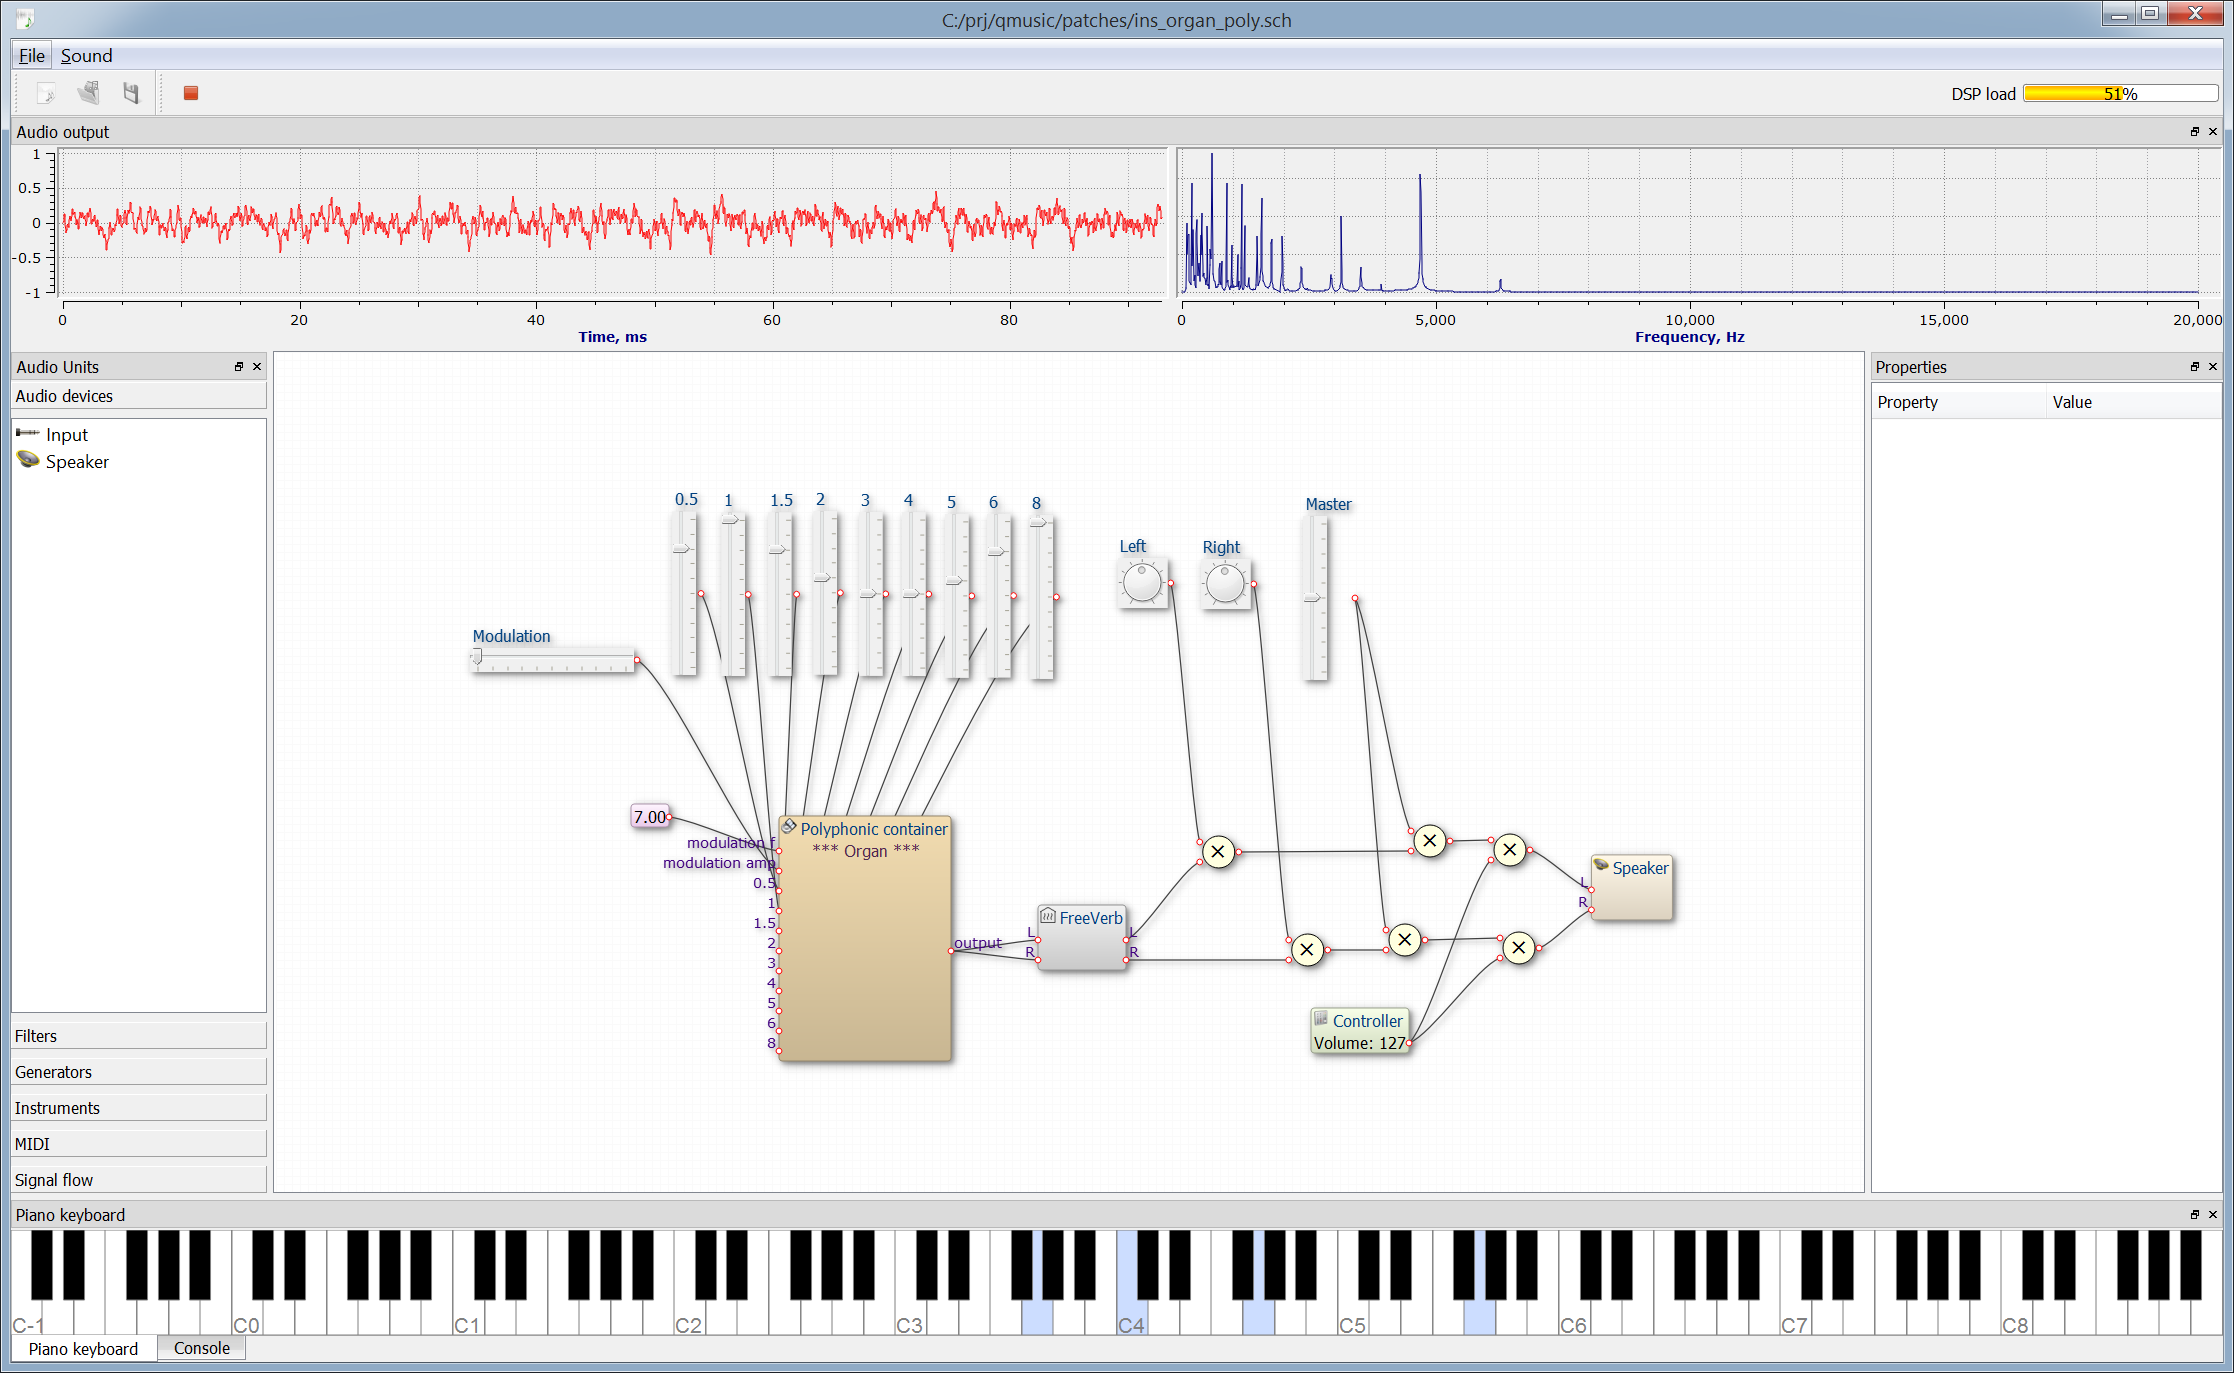 C:/prj/qmusic/patches/ins_organ_poly.sch
File Sound
DSP load 51%
Audio output
1
0.5
0
-0.5
-1
0 20 40 60 80
Time, ms
0 5,000 10,000 15,000 20,000
Frequency, Hz
Audio Units
Audio devices
Input
Speaker
Filters
Generators
Instruments
MIDI
Signal flow
0.5 1 1.5 2 3 4 5 6 8
Master
Left Right
Modulation
7.00
Polyphonic container
*** Organ ***
modulation f
modulation amp
0.5
1
1.5
2
3
4
5
6
8
output
FreeVerb
L L
R R
Speaker
L
R
Controller
Volume: 127
Properties
Property Value
Piano keyboard
C-1 C0 C1 C2 C3 C4 C5 C6 C7 C8
Piano keyboard Console